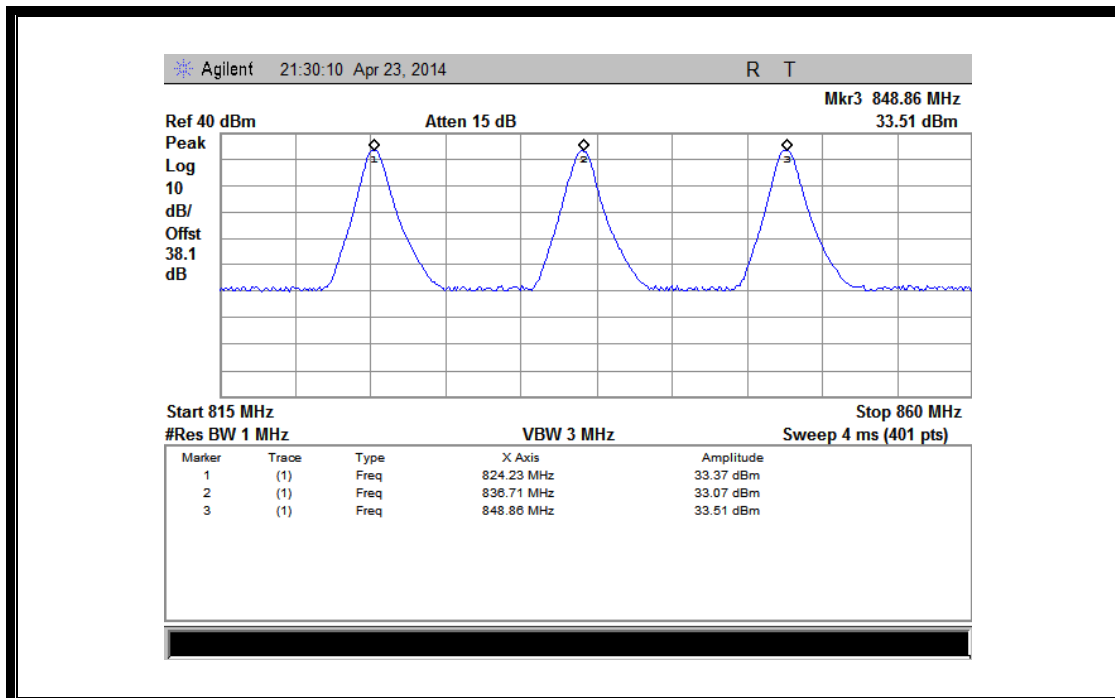 Agilent 21:30:10 Apr 23, 2014 R T
Mkr3 848.86 MHz
Ref 40 dBm Atten 15 dB 33.51 dBm
Peak
Log
10
dB/
Offst
38.1
dB
1 2 3
Start 815 MHz Stop 860 MHz
#Res BW 1 MHz VBW 3 MHz Sweep 4 ms (401 pts)
Marker Trace Type X Axis Amplitude
1 (1) Freq 824.23 MHz 33.37 dBm
2 (1) Freq 836.71 MHz 33.07 dBm
3 (1) Freq 848.86 MHz 33.51 dBm